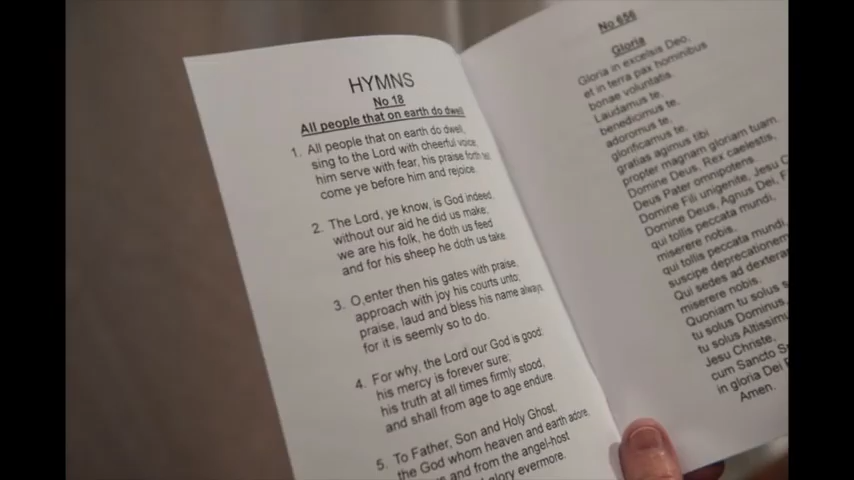 HYMNS
No 18
All people that on earth do dwell
1. All people that on earth do dwell,
sing to the Lord with cheerful voice;
him serve with fear, his praise forth tell,
come ye before him and rejoice.
2. The Lord, ye know, is God indeed,
without our aid he did us make;
we are his folk, he doth us feed
and for his sheep he doth us take.
3. O enter then his gates with praise,
approach with joy his courts unto;
praise, laud and bless his name always
for it is seemly so to do.
4. For why, the Lord our God is good:
his mercy is forever sure;
his truth at all times firmly stood,
and shall from age to age endure.
5. To Father, Son and Holy Ghost,
the God whom heaven and earth adore,
and from the angel-host
glory evermore.
No 656
Gloria
Gloria in excelsis Deo,
et in terra pax hominibus
bonae voluntatis.
Laudamus te,
benedicimus te.
adoromus te,
glorificamus te,
gratias agimus tibi
propter magnam gloriam tuam.
Domine Deus, Rex caelestis,
Deus Pater omnipotens.
Domine Fili unigenite, Jesu C
Domine Deus, Agnus Dei, F
qui tollis peccata mundi,
miserere nobis.
qui tollis peccata mundi,
suscipe deprecationem
Qui sedes ad dexteram
miserere nobis.
Quoniam tu solus s
tu solus Dominus,
tu solus Altissimu
Jesu Christe,
cum Sancto S
in gloria Dei P
Amen.